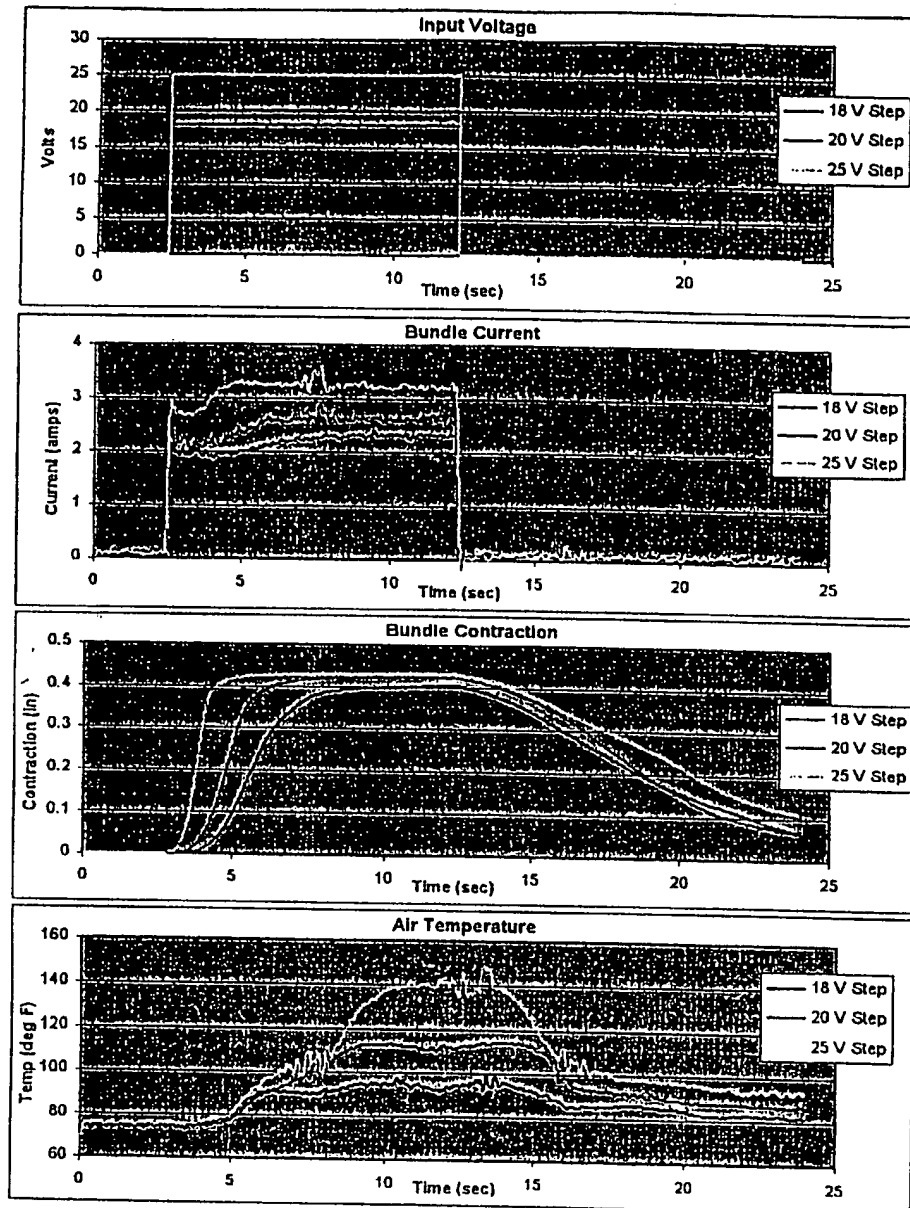 Input Voltage
30
25
20
15
10
5
0
Volts
0 5 10 15 20 25
Time (sec)
18 V Step
20 V Step
25 V Step
Bundle Current
4
3
2
1
0
Current (amps)
0 5 10 15 20 25
Time (sec)
18 V Step
20 V Step
25 V Step
Bundle Contraction
0.5
0.4
0.3
0.2
0.1
0
Contraction (in)
0 5 10 15 20 25
Time (sec)
18 V Step
20 V Step
25 V Step
Air Temperature
160
140
120
100
80
60
Temp (deg F)
0 5 10 15 20 25
Time (sec)
18 V Step
20 V Step
25 V Step